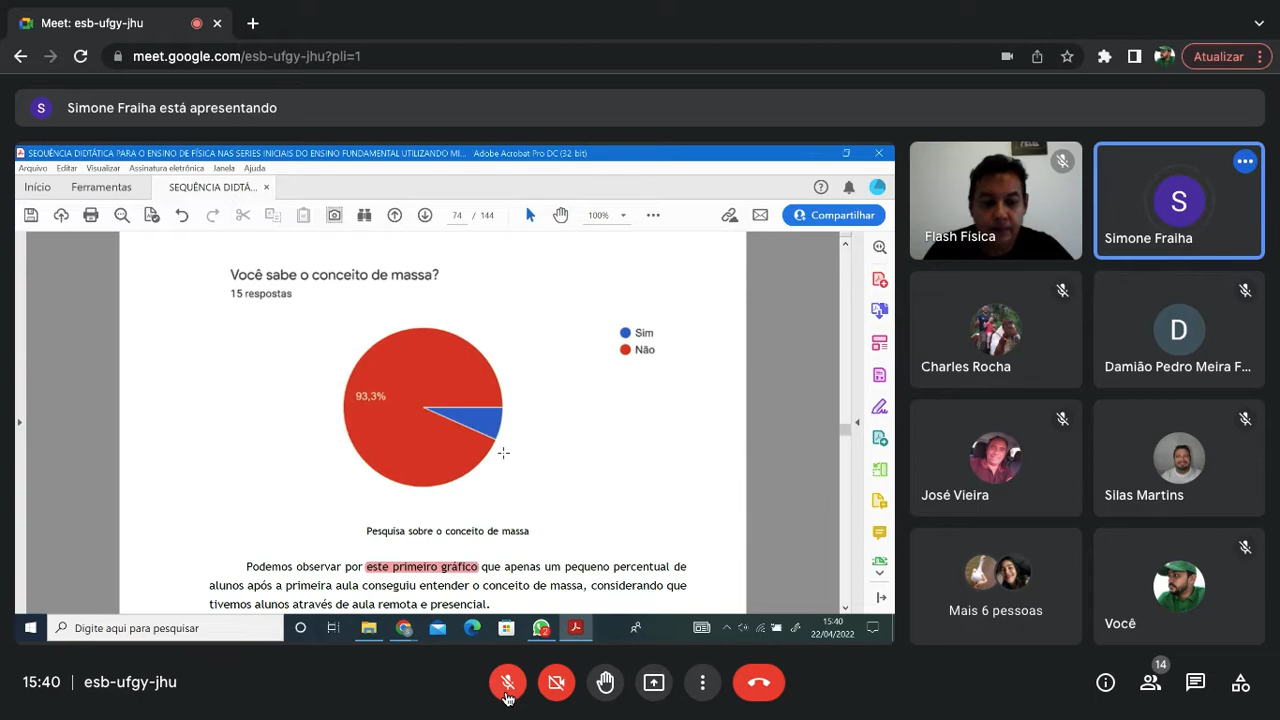 Meet: esb-ufgy-jhu
meet.google.com/esb-ufgy-jhu?pli=1
Atualizar
S
Simone Fraiha está apresentando
SEQUÊNCIA DIDTÁTICA PARA O ENSINO DE FÍSICA NAS SERIES INICIAIS DO ENSINO FUNDAMENTAL UTILIZANDO MI... - Adobe Acrobat Pro DC (32 bit)
Arquivo Editar Visualizar Assinatura eletrônica Janela Ajuda
Início Ferramentas SEQUÊNCIA DIDTÁ...
74 / 144 100% Compartilhar
Você sabe o conceito de massa?
15 respostas
Sim
Não
93,3%
Pesquisa sobre o conceito de massa
Podemos observar por este primeiro gráfico que apenas um pequeno percentual de
alunos após a primeira aula conseguiu entender o conceito de massa, considerando que
tivemos alunos através de aula remota e presencial.
Digite aqui para pesquisar
15:40
22/04/2022
Flash Física
S
Simone Fraiha
Charles Rocha
D
Damião Pedro Meira F...
José Vieira
Silas Martins
Mais 6 pessoas
Você
15:40 | esb-ufgy-jhu
14